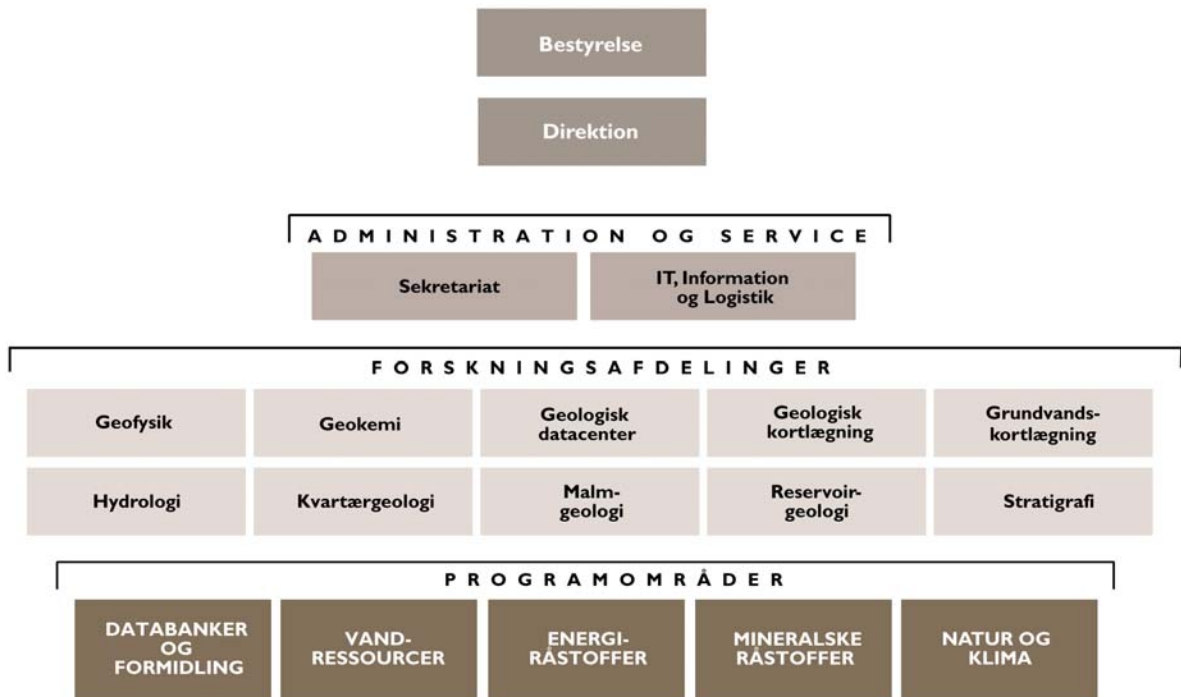 Bestyrelse
Direktion
ADMINISTRATION OG SERVICE
Sekretariat
IT, Information
og Logistik
FORSKNINGSAFDELINGER
Geofysik
Geokemi
Geologisk
datacenter
Geologisk
kortlægning
Grundvands-
kortlægning
Hydrologi
Kvartærgeologi
Malm-
geologi
Reservoir-
geologi
Stratigrafi
PROGRAMOMRÅDER
DATABANKER
OG
FORMIDLING
VAND-
RESSOURCER
ENERGI-
RÅSTOFFER
MINERALSKE
RÅSTOFFER
NATUR OG
KLIMA